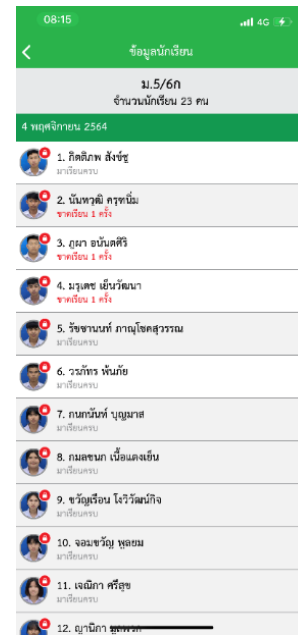 08:15
4G
ข้อมูลนักเรียน
ม.5/6ก
จำนวนนักเรียน 23 คน
4 พฤศจิกายน 2564
1. กิตติภพ สังข์ชู
มาเรียนครบ
2. นันทวุฒิ ครุฑนิ่ม
ขาดเรียน 1 ครั้ง
3. ภูผา อนันตศิริ
ขาดเรียน 1 ครั้ง
4. มรุเดช เย็นวัฒนา
ขาดเรียน 1 ครั้ง
5. รัชชานนท์ ภาณุโชคสุวรรณ
มาเรียนครบ
6. วรภัทร พ้นภัย
มาเรียนครบ
7. กนกนันท์ บุญมาส
มาเรียนครบ
8. กมลชนก เนื้อแดงเย็น
มาเรียนครบ
9. ขวัญเรือน โงวิวัฒน์กิจ
มาเรียนครบ
10. จอมขวัญ พูลยม
มาเรียนครบ
11. เจณิกา ศรีสุข
มาเรียนครบ
12. ญานิกา